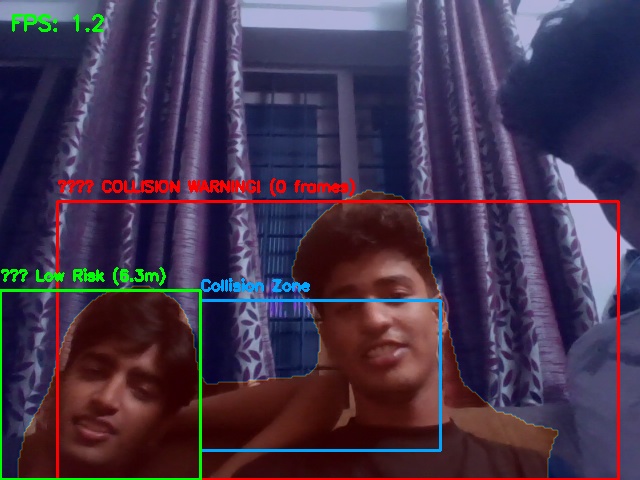 FPS: 1.2
???? COLLISION WARNING! (0 frames)
??? Low Risk (6.3m)
Collision Zone